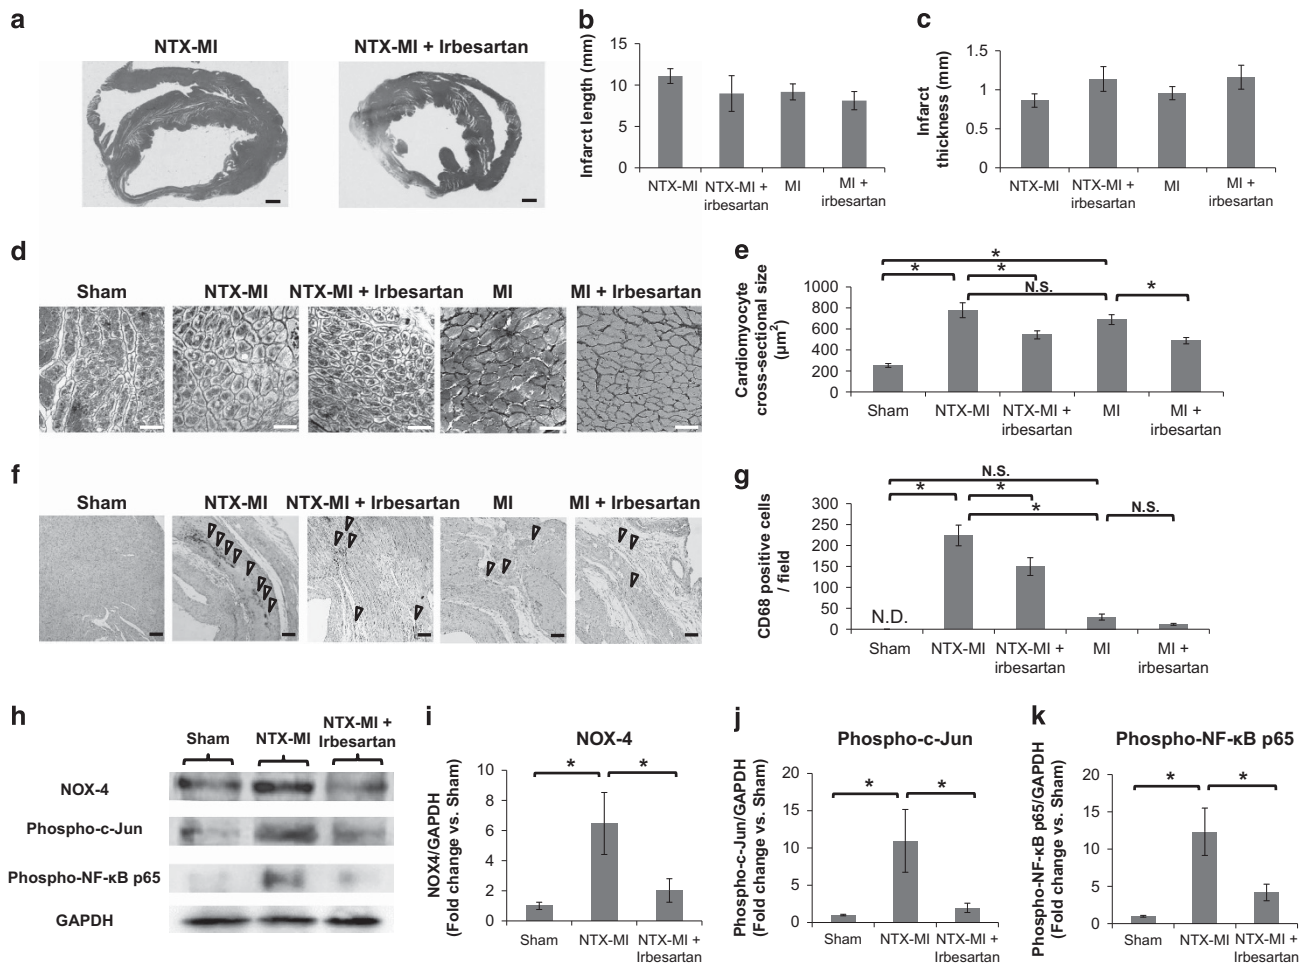 a
NTX-MI
NTX-MI + Irbesartan
b
Infarct length (mm)
15
10
5
0
NTX-MI
NTX-MI +
irbesartan
MI
MI +
irbesartan
c
Infarct
thickness (mm)
1.5
1
0.5
0
NTX-MI
NTX-MI +
irbesartan
MI
MI +
irbesartan
d
Sham
NTX-MI
NTX-MI + Irbesartan
MI
MI + Irbesartan
e
Cardiomyocyte
cross-sectional size
(µm²)
1000
800
600
400
200
0
*
*
*
N.S.
*
Sham
NTX-MI
NTX-MI +
irbesartan
MI
MI +
irbesartan
f
Sham
NTX-MI
NTX-MI + Irbesartan
MI
MI + Irbesartan
g
CD68 positive cells
/ field
300
250
200
150
100
50
0
N.S.
*
*
*
N.S.
N.D.
Sham
NTX-MI
NTX-MI +
irbesartan
MI
MI +
irbesartan
h
Sham
NTX-MI
NTX-MI +
Irbesartan
NOX-4
Phospho-c-Jun
Phospho-NF-κB p65
GAPDH
i
NOX-4
NOX4/GAPDH
(Fold change vs. Sham)
10
8
6
4
2
0
*
*
Sham
NTX-MI
NTX-MI +
Irbesartan
j
Phospho-c-Jun
Phospho-c-Jun/GAPDH
(Fold change vs. Sham)
20
15
10
5
0
*
*
Sham
NTX-MI
NTX-MI +
Irbesartan
k
Phospho-NF-κB p65
Phospho-NF-κB p65/GAPDH
(Fold change vs. Sham)
20
15
10
5
0
*
*
Sham
NTX-MI
NTX-MI +
Irbesartan